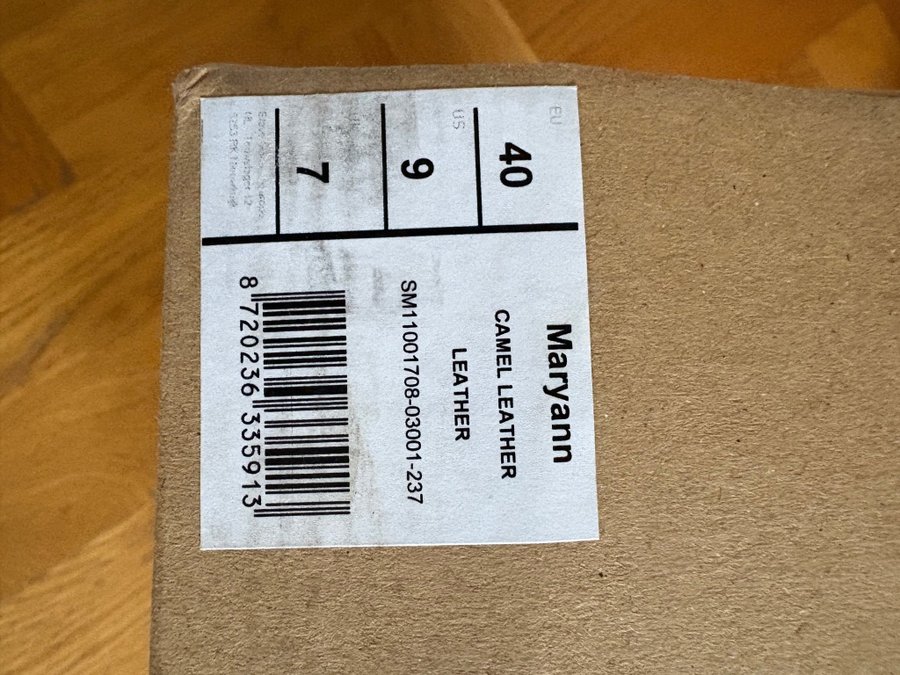 EU
40
US
9
7
Maryann
CAMEL LEATHER
LEATHER
SM11001708-03001-237
8 720236 335913